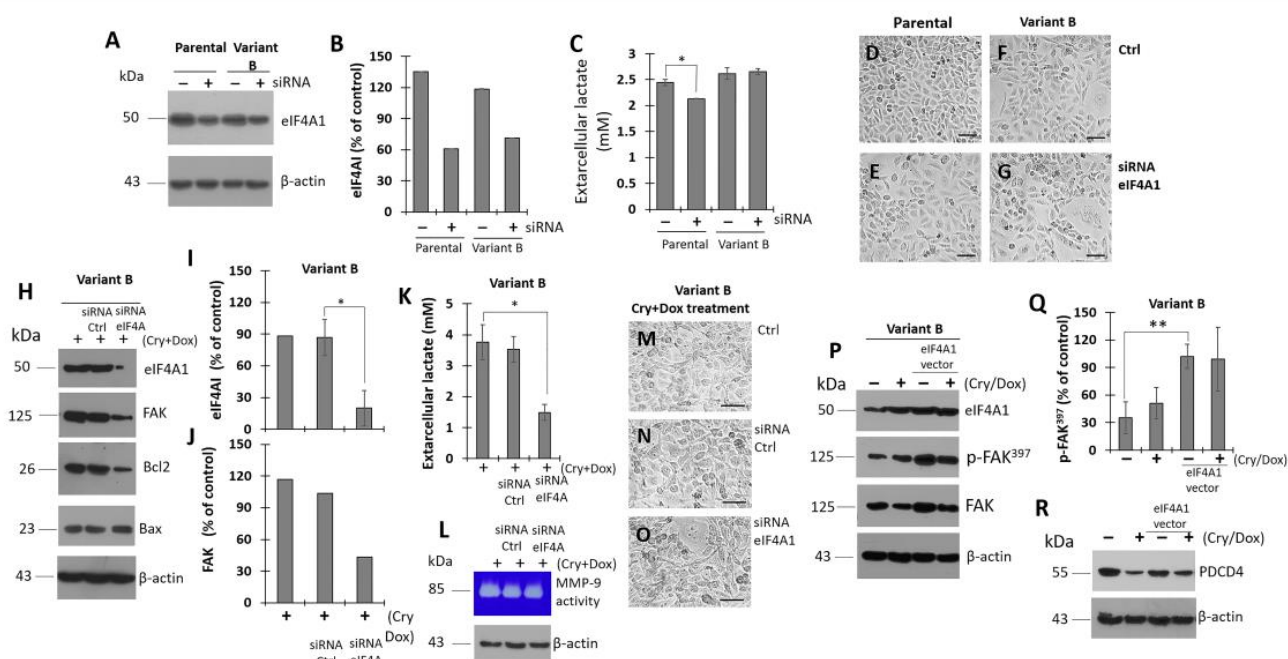 A
Parental Variant
B
kDa
– + – + siRNA
50 eIF4A1
43 β-actin
B
eIF4AI (% of control)
150
120
90
60
30
0
– + – + siRNA
Parental Variant B
C
Extarcellular lactate
(mM)
3
2.5
2
1.5
1
0.5
0
*
– + – + siRNA
Parental Variant B
Parental Variant B
D F Ctrl
E G siRNA
eIF4A1
H
Variant B
siRNA
Ctrl
siRNA
eIF4A
kDa
+ + + (Cry+Dox)
50 eIF4A1
125 FAK
26 Bcl2
23 Bax
43 β-actin
I
Variant B
eIF4AI (% of control)
150
120
90
60
30
0
*
J
FAK (% of control)
150
120
90
60
30
0
+ + + (Cry
Dox)
siRNA siRNA
eIF4A
K
Variant B
Extarcellular lactate (mM)
6
5
4
3
2
1
0
*
+ + + (Cry+Dox)
siRNA
Ctrl
siRNA
eIF4A
L
siRNA
Ctrl
siRNA
eIF4A
kDa
+ + + (Cry+Dox)
85 MMP-9
activity
43 β-actin
Variant B
Cry+Dox treatment
M Ctrl
N siRNA
Ctrl
O siRNA
eIF4A1
P
Variant B
eIF4A1
vector
kDa
– + – + (Cry/Dox)
50 eIF4A1
125 p-FAK³⁹⁷
125 FAK
43 β-actin
Q
Variant B
p-FAK³⁹⁷ (% of control)
150
120
90
60
30
0
**
– + – + (Cry/Dox)
eIF4A1
vector
R
eIF4A1
vector
kDa
– + – + (Cry/Dox)
55 PDCD4
43 β-actin